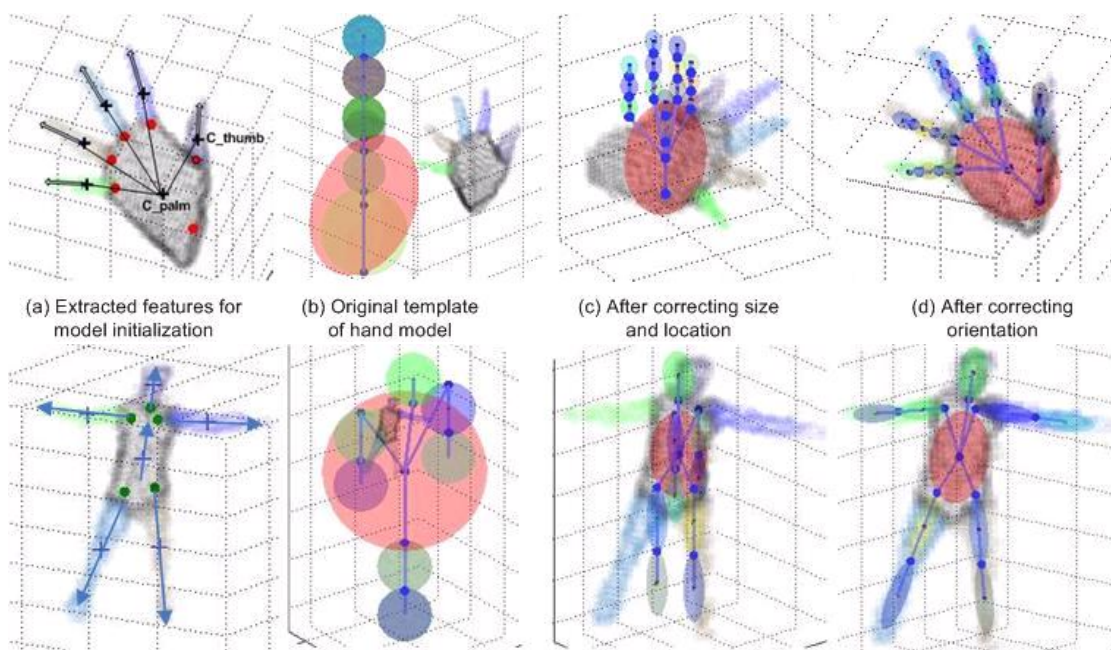 C_thumb
C_palm
(a) Extracted features for
model initialization
(b) Original template
of hand model
(c) After correcting size
and location
(d) After correcting
orientation